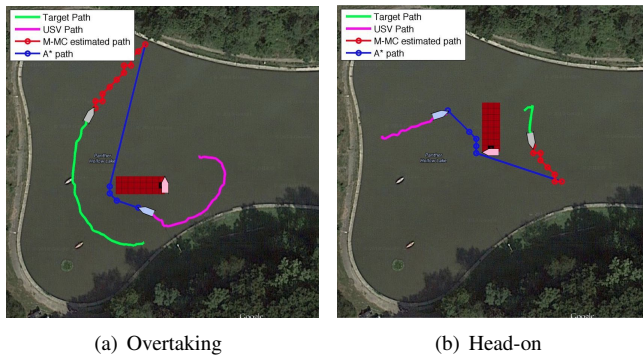 Target Path
USV Path
M-MC estimated path
A* path
Target Path
USV Path
M-MC estimated path
A* path
Google
Google
(a) Overtaking
(b) Head-on